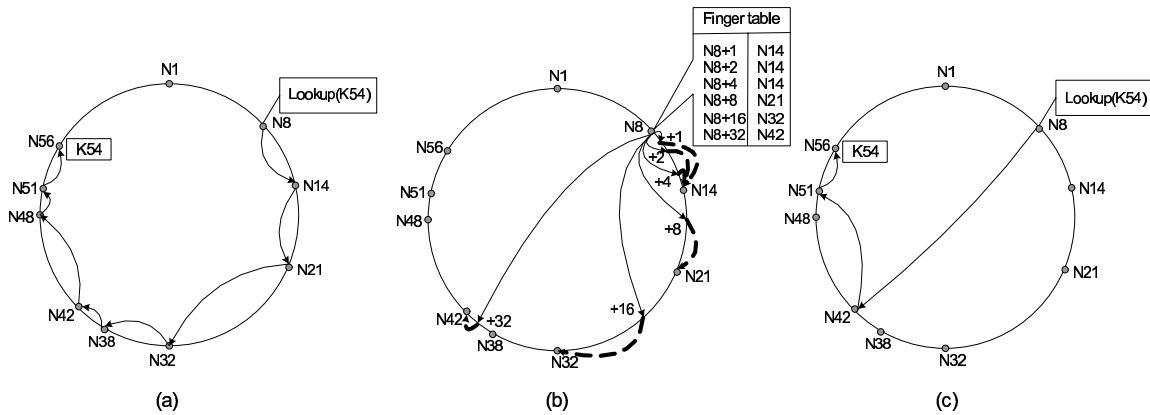 N1
Lookup(K54)
N8
N56
K54
N51
N14
N48
N21
N42
N38
N32
(a)
Finger table
N8+1 N14
N8+2 N14
N8+4 N14
N8+8 N21
N8+16 N32
N8+32 N42
N1
N8
+1
+2
+4
N56
N51
N14
N48
+8
N21
+16
N42
+32
N38
N32
(b)
N1
Lookup(K54)
N8
N56
K54
N51
N14
N48
N21
N42
N38
N32
(c)